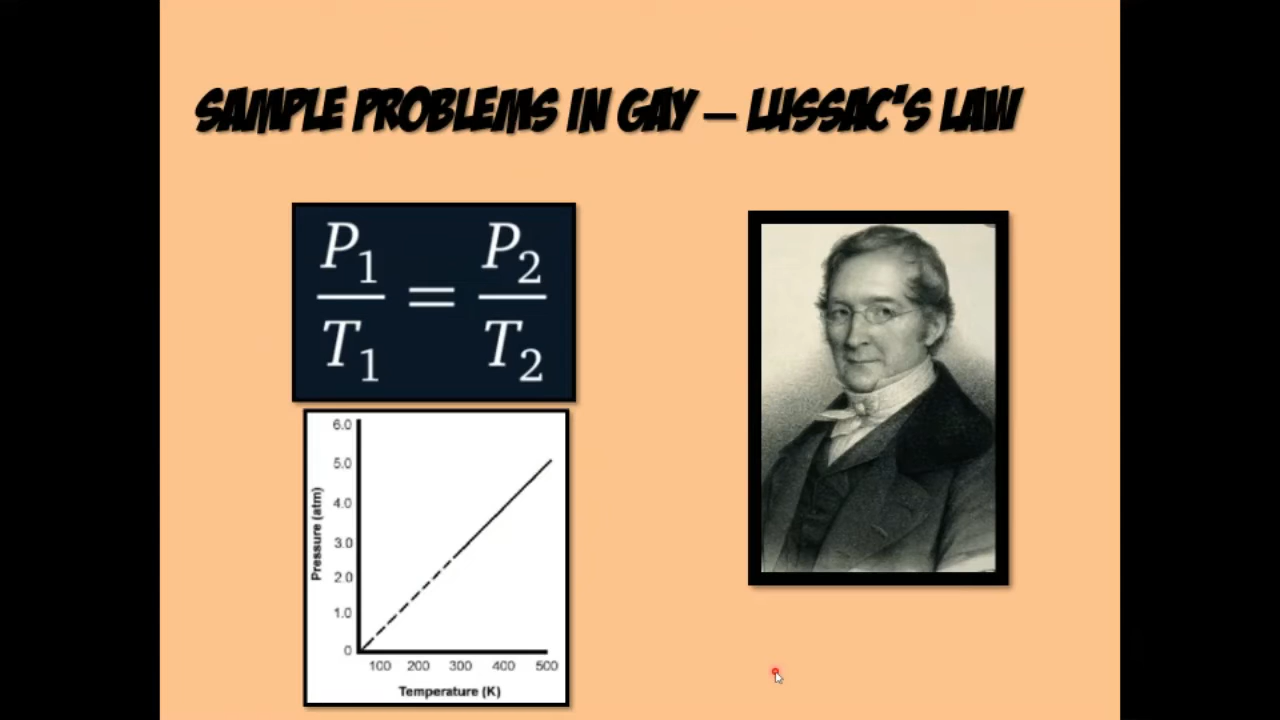 SAMPLE PROBLEMS IN GAY – LUSSAC'S LAW
P1 = P2
T1 T2
6.0
5.0
4.0
3.0
2.0
1.0
0
Pressure (atm)
100 200 300 400 500
Temperature (K)